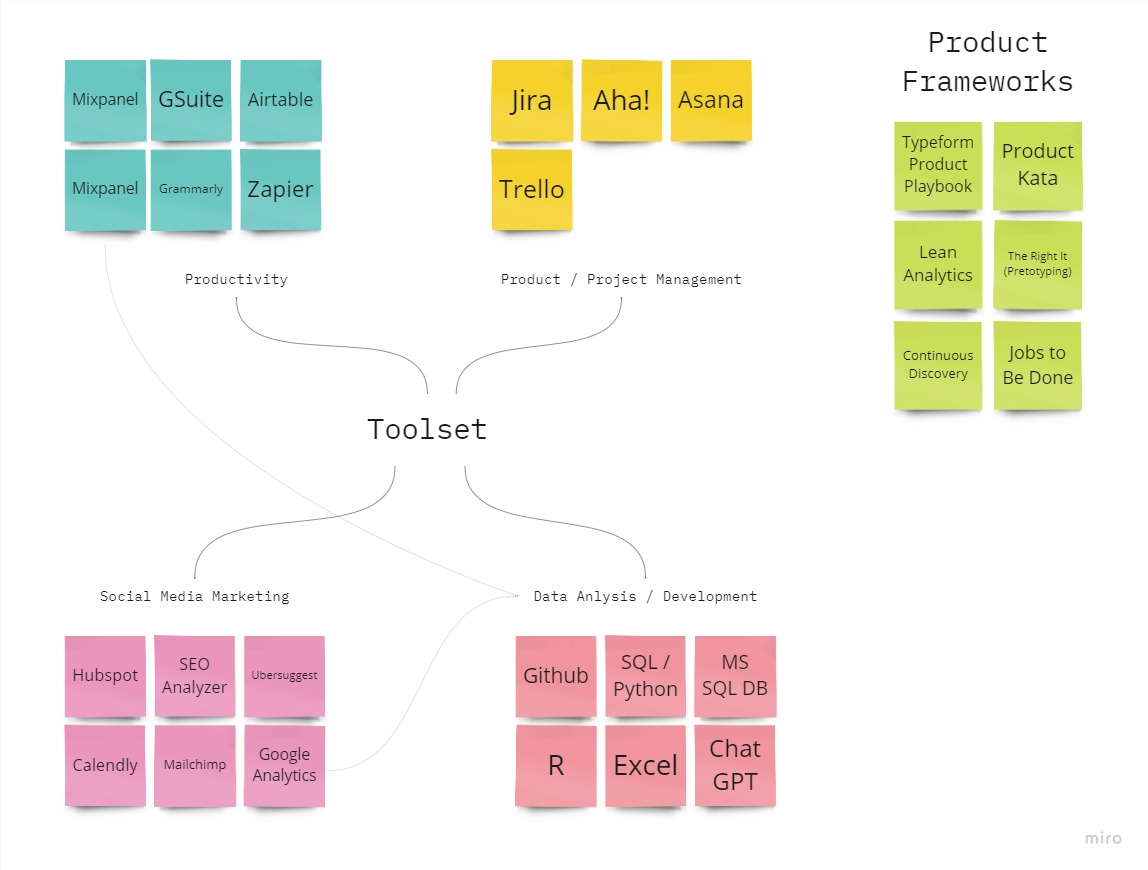 Mixpanel
GSuite
Airtable
Mixpanel
Grammarly
Zapier
Productivity
Jira
Aha!
Asana
Trello
Product / Project Management
Toolset
Social Media Marketing
Hubspot
SEO
Analyzer
Ubersuggest
Calendly
Mailchimp
Google
Analytics
Data Anlysis / Development
Github
SQL /
Python
MS
SQL DB
R
Excel
Chat
GPT
Product
Frameworks
Typeform
Product
Playbook
Product
Kata
Lean
Analytics
The Right It
(Pretotyping)
Continuous
Discovery
Jobs to
Be Done
miro